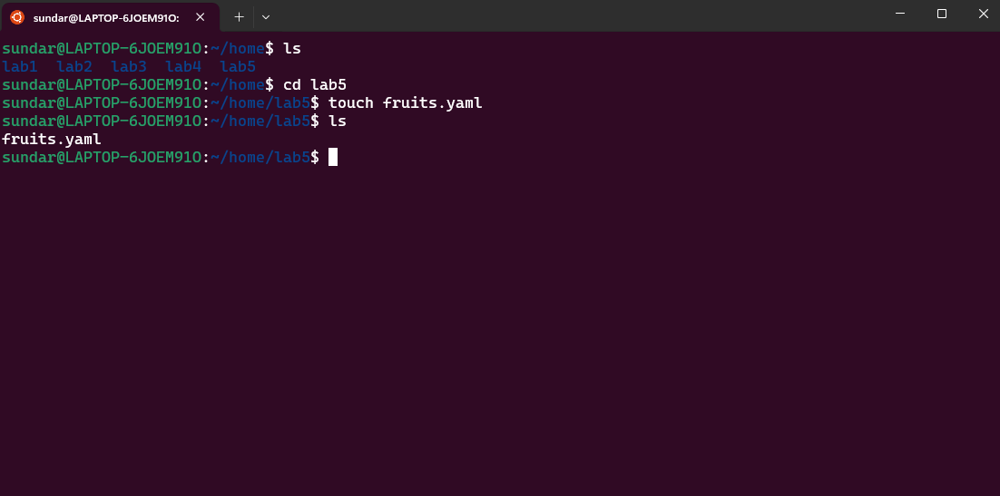 sundar@LAPTOP-6JOEM91O:
sundar@LAPTOP-6JOEM91O:~/home$ ls
lab1  lab2  lab3  lab4  lab5
sundar@LAPTOP-6JOEM91O:~/home$ cd lab5
sundar@LAPTOP-6JOEM91O:~/home/lab5$ touch fruits.yaml
sundar@LAPTOP-6JOEM91O:~/home/lab5$ ls
fruits.yaml
sundar@LAPTOP-6JOEM91O:~/home/lab5$